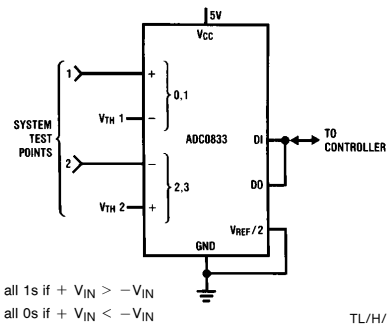 5V
VCC
1
+
0,1
SYSTEM
TEST
POINTS
VTH 1
−
ADC0833
DI
TO
CONTROLLER
2
−
2,3
DO
VTH 2
+
VREF/2
GND
all 1s if + VIN > −VIN
all 0s if + VIN < −VIN
TL/H/